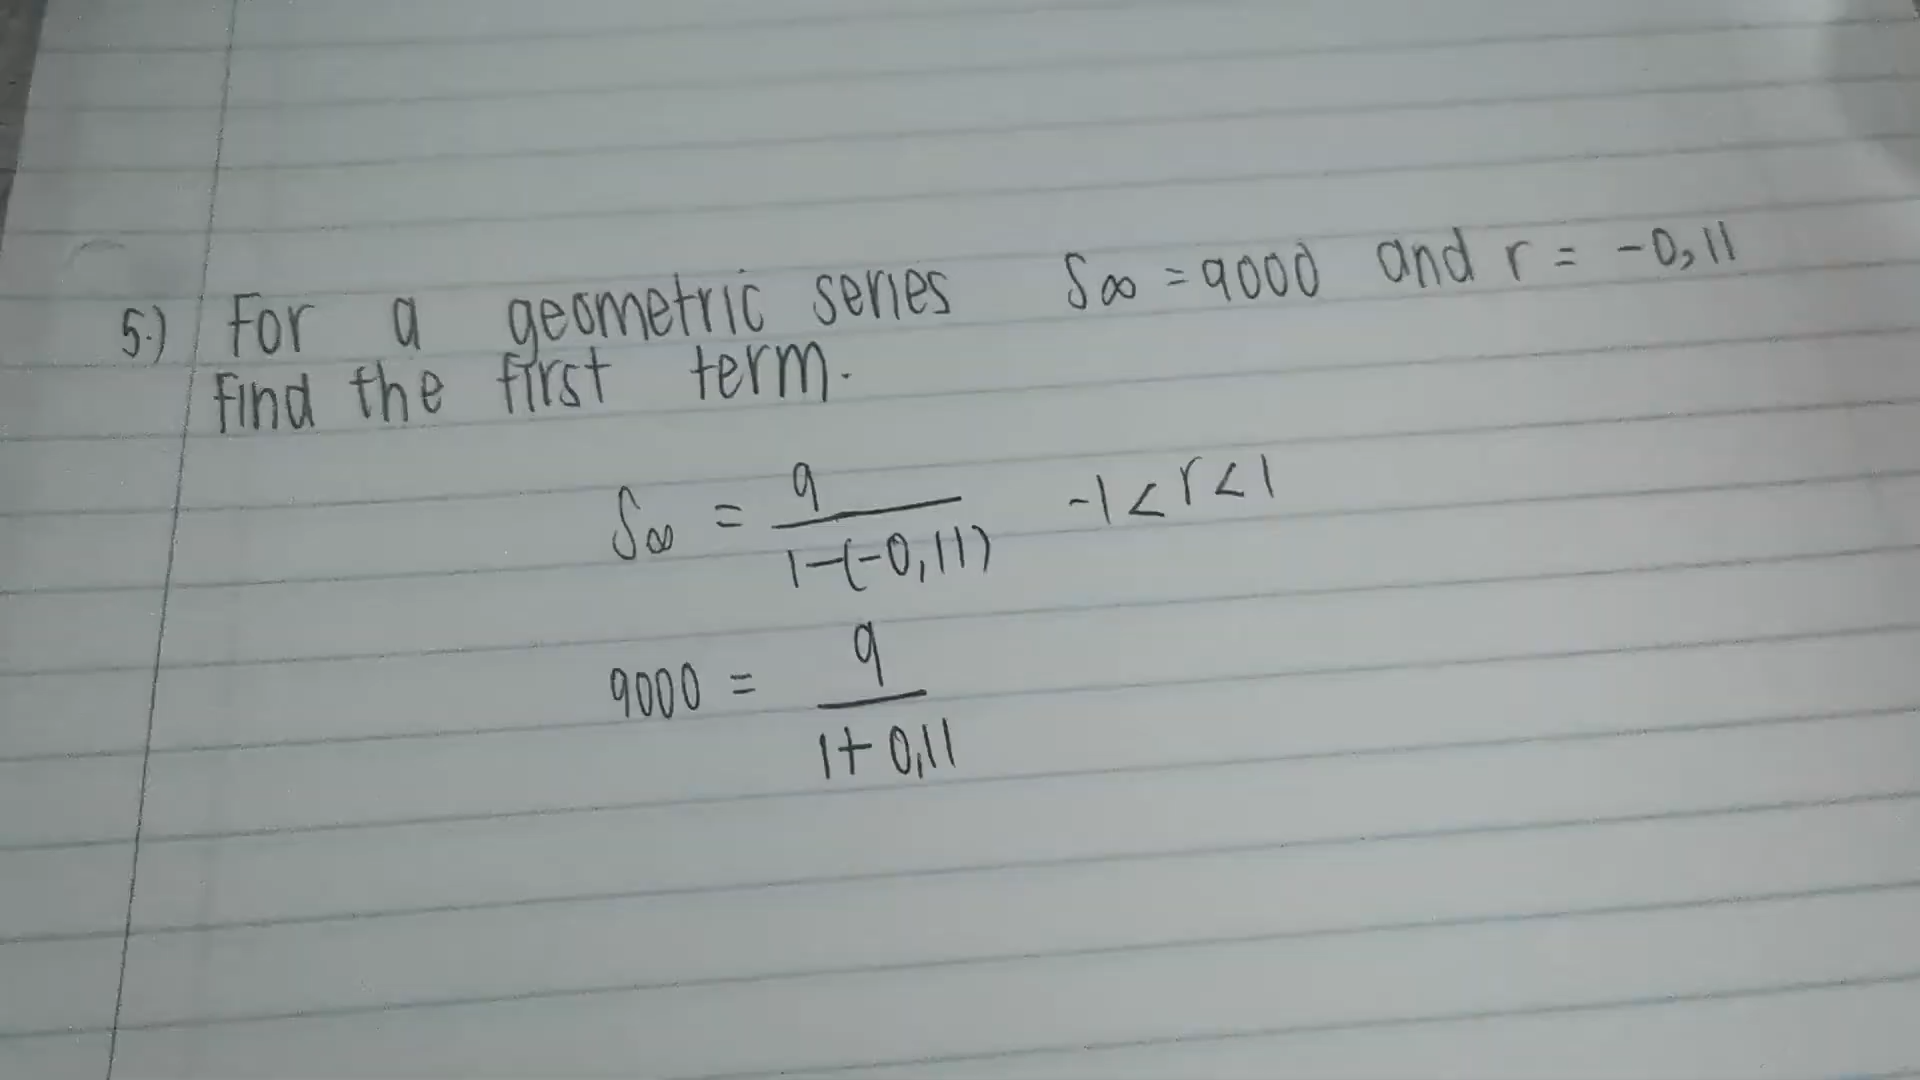 5.) For a geometric series S∞ = 9000 and r = -0,11
find the first term.
S∞ = a / 1-(-0,11) -1 < r < 1
9000 = a / 1+0,11